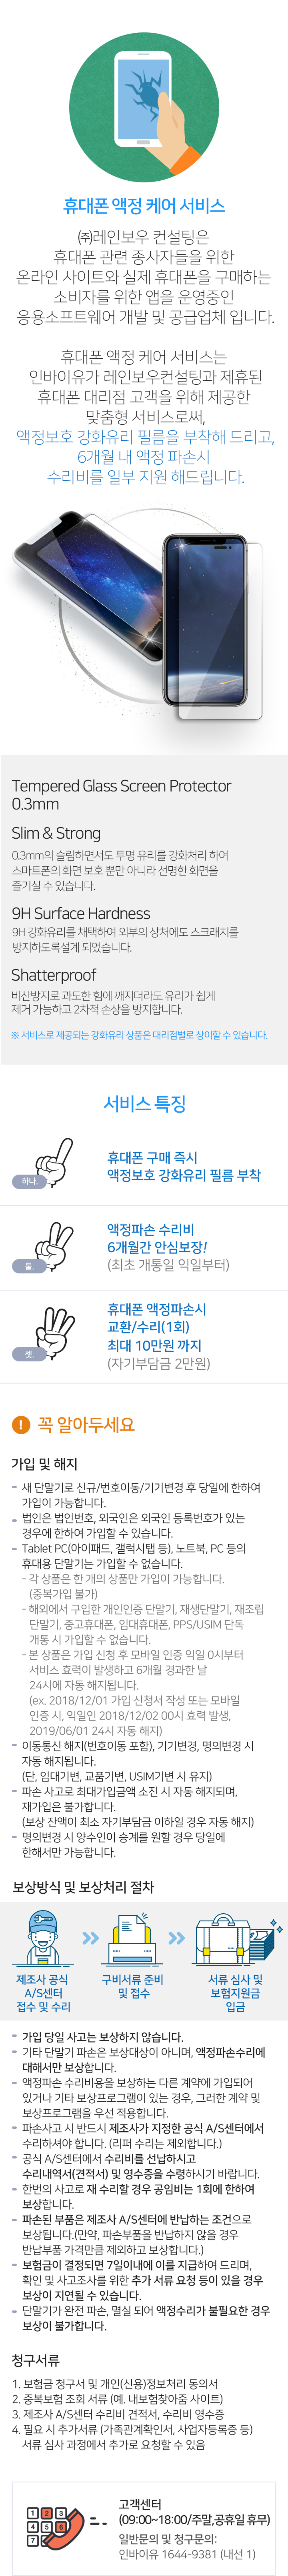 휴대폰 액정 케어 서비스
㈜레인보우 컨설팅은
휴대폰 관련 종사자들을 위한
온라인 사이트와 실제 휴대폰을 구매하는
소비자를 위한 앱을 운영중인
응용소프트웨어 개발 및 공급업체 입니다.
휴대폰 액정 케어 서비스는
인바이유가 레인보우컨설팅과 제휴된
휴대폰 대리점 고객을 위해 제공한
맞춤형 서비스로써,
액정보호 강화유리 필름을 부착해 드리고,
6개월 내 액정 파손시
수리비를 일부 지원 해드립니다.
Tempered Glass Screen Protector
0.3mm
Slim & Strong
0.3mm의 슬림하면서도 투명 유리를 강화처리 하여
스마트폰의 화면 보호 뿐만 아니라 선명한 화면을
즐기실 수 있습니다.
9H Surface Hardness
9H 강화유리를 채택하여 외부의 상처에도 스크래치를
방지하도록설계 되었습니다.
Shatterproof
비산방지로 과도한 힘에 깨지더라도 유리가 쉽게
제거 가능하고 2차적 손상을 방지합니다.
※ 서비스로 제공되는 강화유리 상품은 대리점별로 상이할 수 있습니다.
서비스 특징
하나.
휴대폰 구매 즉시
액정보호 강화유리 필름 부착
둘.
액정파손 수리비
6개월간 안심보장!
(최초 개통일 익일부터)
셋.
휴대폰 액정파손시
교환/수리(1회)
최대 10만원 까지
(자기부담금 2만원)
! 꼭 알아두세요
가입 및 해지
- 새 단말기로 신규/번호이동/기기변경 후 당일에 한하여
가입이 가능합니다.
- 법인은 법인번호, 외국인은 외국인 등록번호가 있는
경우에 한하여 가입할 수 있습니다.
- Tablet PC(아이패드, 갤럭시탭 등), 노트북, PC 등의
휴대용 단말기는 가입할 수 없습니다.
- 각 상품은 한 개의 상품만 가입이 가능합니다.
(중복가입 불가)
- 해외에서 구입한 개인인증 단말기, 재생단말기, 재조립
단말기, 중고휴대폰, 임대휴대폰, PPS/USIM 단독
개통 시 가입할 수 없습니다.
- 본 상품은 가입 신청 후 모바일 인증 익일 0시부터
서비스 효력이 발생하고 6개월 경과한 날
24시에 자동 해지됩니다.
(ex. 2018/12/01 가입 신청서 작성 또는 모바일
인증 시, 익일인 2018/12/02 00시 효력 발생,
2019/06/01 24시 자동 해지)
- 이동통신 해지(번호이동 포함), 기기변경, 명의변경 시
자동 해지됩니다.
(단, 임대기변, 교품기변, USIM기변 시 유지)
- 파손 사고로 최대가입금액 소진 시 자동 해지되며,
재가입은 불가합니다.
(보상 잔액이 최소 자기부담금 이하일 경우 자동 해지)
- 명의변경 시 양수인이 승계를 원할 경우 당일에
한해서만 가능합니다.
보상방식 및 보상처리 절차
제조사 공식
A/S센터
접수 및 수리
구비서류 준비
및 접수
서류 심사 및
보험지원금
입금
- 가입 당일 사고는 보상하지 않습니다.
- 기타 단말기 파손은 보상대상이 아니며, 액정파손수리에
대해서만 보상합니다.
- 액정파손 수리비용을 보상하는 다른 계약에 가입되어
있거나 기타 보상프로그램이 있는 경우, 그러한 계약 및
보상프로그램을 우선 적용합니다.
- 파손사고 시 반드시 제조사가 지정한 공식 A/S센터에서
수리하셔야 합니다. (리퍼 수리는 제외합니다.)
- 공식 A/S센터에서 수리비를 선납하시고
수리내역서(견적서) 및 영수증을 수령하시기 바랍니다.
- 한번의 사고로 재 수리할 경우 공임비는 1회에 한하여
보상합니다.
- 파손된 부품은 제조사 A/S센터에 반납하는 조건으로
보상됩니다.(만약, 파손부품을 반납하지 않을 경우
반납부품 가격만큼 제외하고 보상합니다.)
- 보험금이 결정되면 7일이내에 이를 지급하여 드리며,
확인 및 사고조사를 위한 추가 서류 요청 등이 있을 경우
보상이 지연될 수 있습니다.
- 단말기가 완전 파손, 멸실 되어 액정수리가 불필요한 경우
보상이 불가합니다.
청구서류
1. 보험금 청구서 및 개인(신용)정보처리 동의서
2. 중복보험 조회 서류 (예. 내보험찾아줌 사이트)
3. 제조사 A/S센터 수리비 견적서, 수리비 영수증
4. 필요 시 추가서류 (가족관계확인서, 사업자등록증 등)
서류 심사 과정에서 추가로 요청할 수 있음
1 2 3
4 5 6
7
고객센터
(09:00~18:00/주말,공휴일 휴무)
일반문의 및 청구문의:
인바이유 1644-9381 (내선 1)